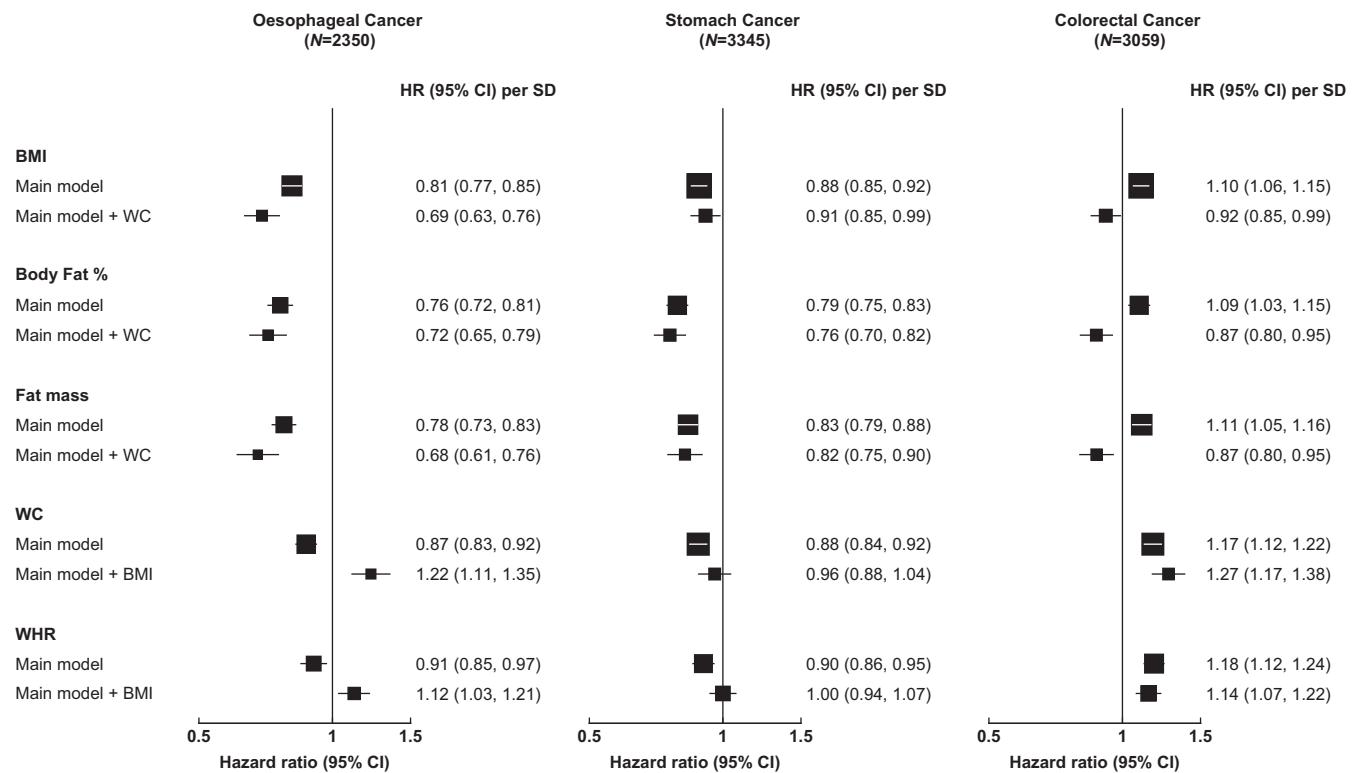 Oesophageal Cancer Stomach Cancer Colorectal Cancer
(N=2350) (N=3345) (N=3059)
HR (95% CI) per SD HR (95% CI) per SD HR (95% CI) per SD
BMI
Main model 0.81 (0.77, 0.85) 0.88 (0.85, 0.92) 1.10 (1.06, 1.15)
Main model + WC 0.69 (0.63, 0.76) 0.91 (0.85, 0.99) 0.92 (0.85, 0.99)
Body Fat %
Main model 0.76 (0.72, 0.81) 0.79 (0.75, 0.83) 1.09 (1.03, 1.15)
Main model + WC 0.72 (0.65, 0.79) 0.76 (0.70, 0.82) 0.87 (0.80, 0.95)
Fat mass
Main model 0.78 (0.73, 0.83) 0.83 (0.79, 0.88) 1.11 (1.05, 1.16)
Main model + WC 0.68 (0.61, 0.76) 0.82 (0.75, 0.90) 0.87 (0.80, 0.95)
WC
Main model 0.87 (0.83, 0.92) 0.88 (0.84, 0.92) 1.17 (1.12, 1.22)
Main model + BMI 1.22 (1.11, 1.35) 0.96 (0.88, 1.04) 1.27 (1.17, 1.38)
WHR
Main model 0.91 (0.85, 0.97) 0.90 (0.86, 0.95) 1.18 (1.12, 1.24)
Main model + BMI 1.12 (1.03, 1.21) 1.00 (0.94, 1.07) 1.14 (1.07, 1.22)
0.5 1 1.5 0.5 1 1.5 0.5 1 1.5
Hazard ratio (95% CI) Hazard ratio (95% CI) Hazard ratio (95% CI)